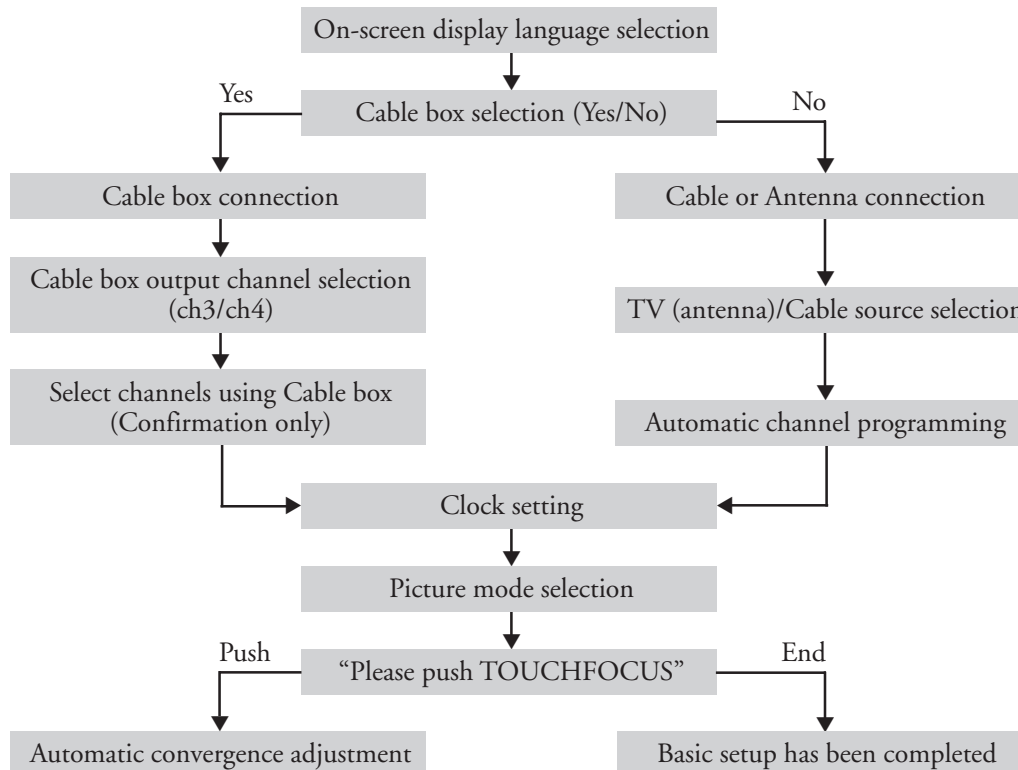 On-screen display language selection
Yes
Cable box selection (Yes/No)
No
Cable box connection
Cable or Antenna connection
Cable box output channel selection
(ch3/ch4)
TV (antenna)/Cable source selection
Select channels using Cable box
(Confirmation only)
Automatic channel programming
Clock setting
Picture mode selection
Push
“Please push TOUCHFOCUS”
End
Automatic convergence adjustment
Basic setup has been completed